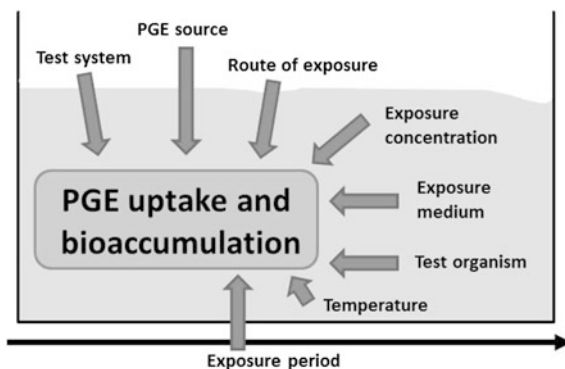 PGE source
Test system
Route of exposure
Exposure
concentration
PGE uptake and
bioaccumulation
Exposure
medium
Test organism
Temperature
Exposure period